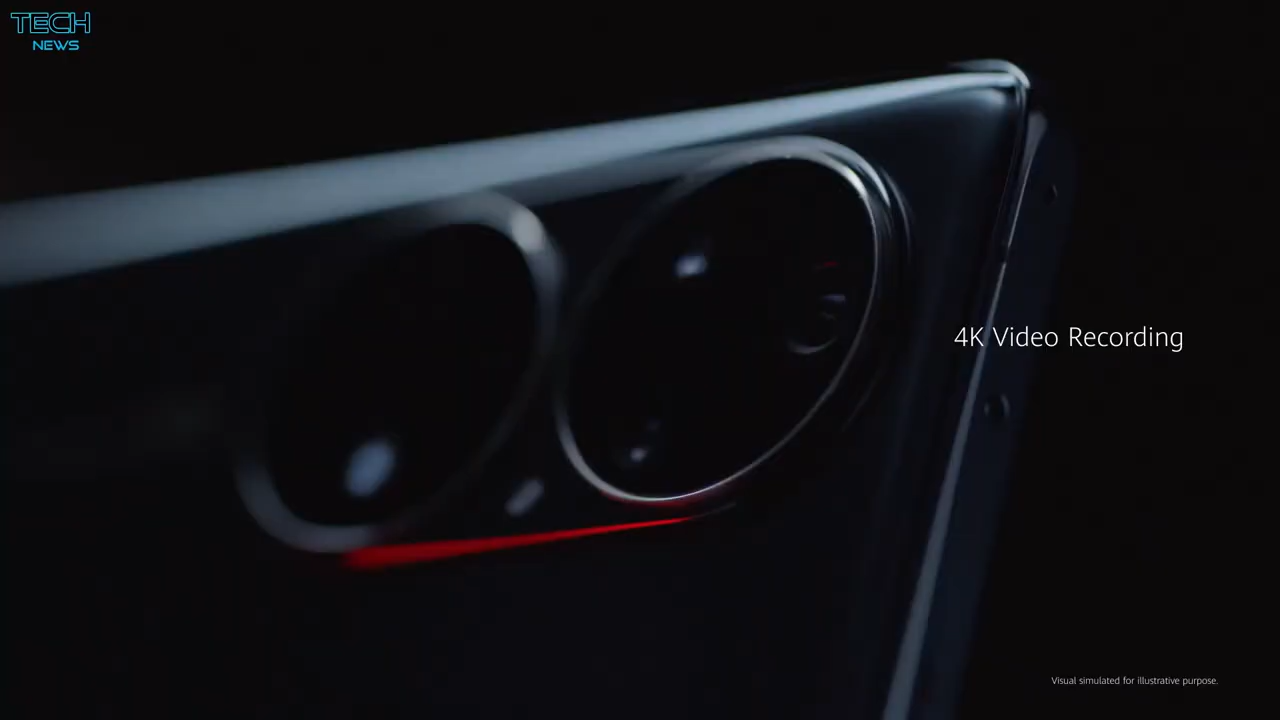 TECH
NEWS
4K Video Recording
Visual simulated for illustrative purpose.